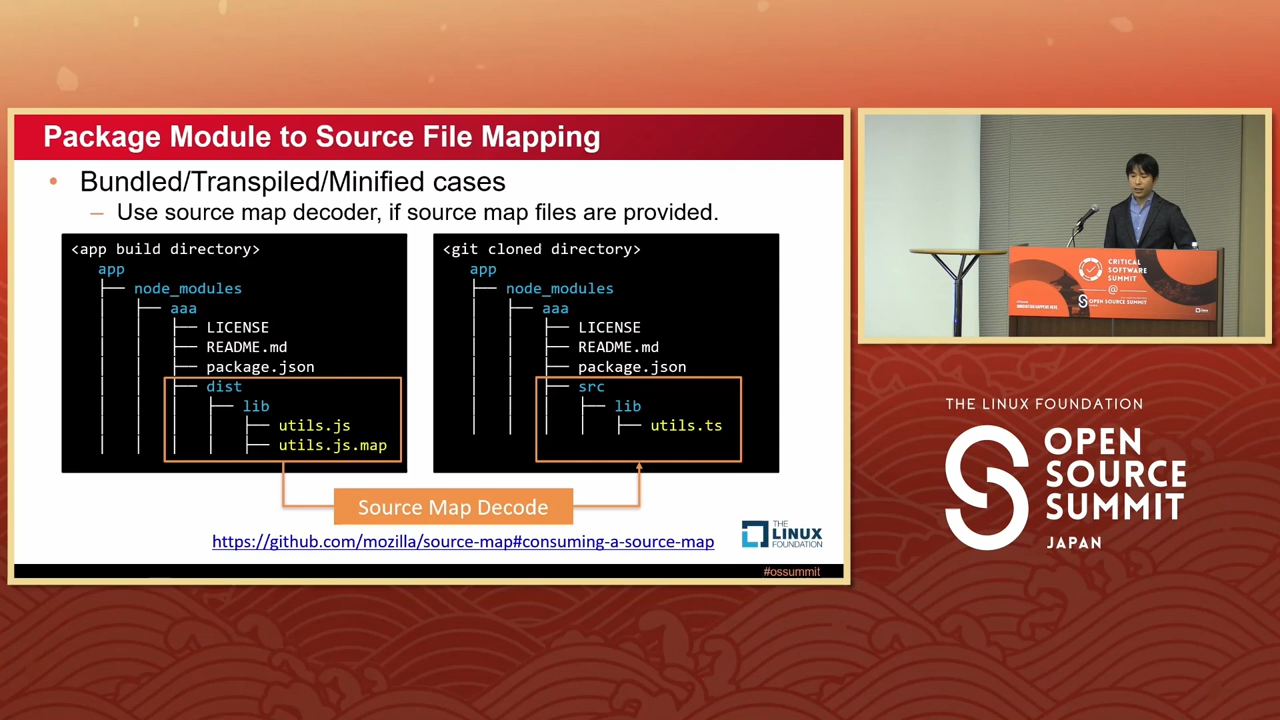 Package Module to Source File Mapping
• Bundled/Transpiled/Minified cases
– Use source map decoder, if source map files are provided.
<app build directory>
app
node_modules
aaa
LICENSE
README.md
package.json
dist
lib
utils.js
utils.js.map
<git cloned directory>
app
node_modules
aaa
LICENSE
README.md
package.json
src
lib
utils.ts
Source Map Decode
https://github.com/mozilla/source-map#consuming-a-source-map
THE
LINUX
FOUNDATION
#ossummit
CRITICAL
SOFTWARE
SUMMIT
@
OPEN SOURCE SUMMIT
THE LINUX FOUNDATION
OPEN
SOURCE
SUMMIT
JAPAN